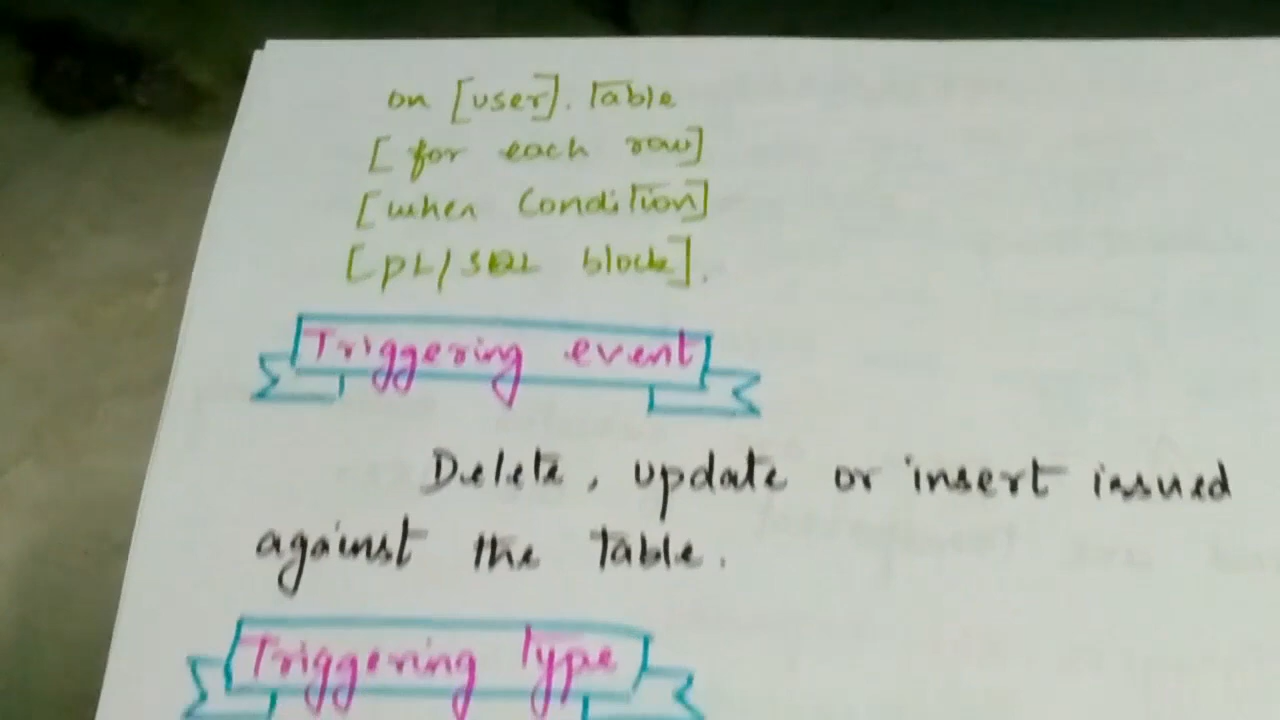 on [user]. Table
[ for each row]
[when Condition]
[PL/SQL block].
Triggering event
Delete, update or insert issued
against the Table.
Triggering Type